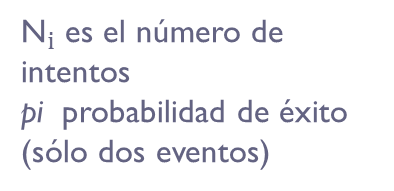 Nᵢ es el número de
intentos
pi probabilidad de éxito
(sólo dos eventos)